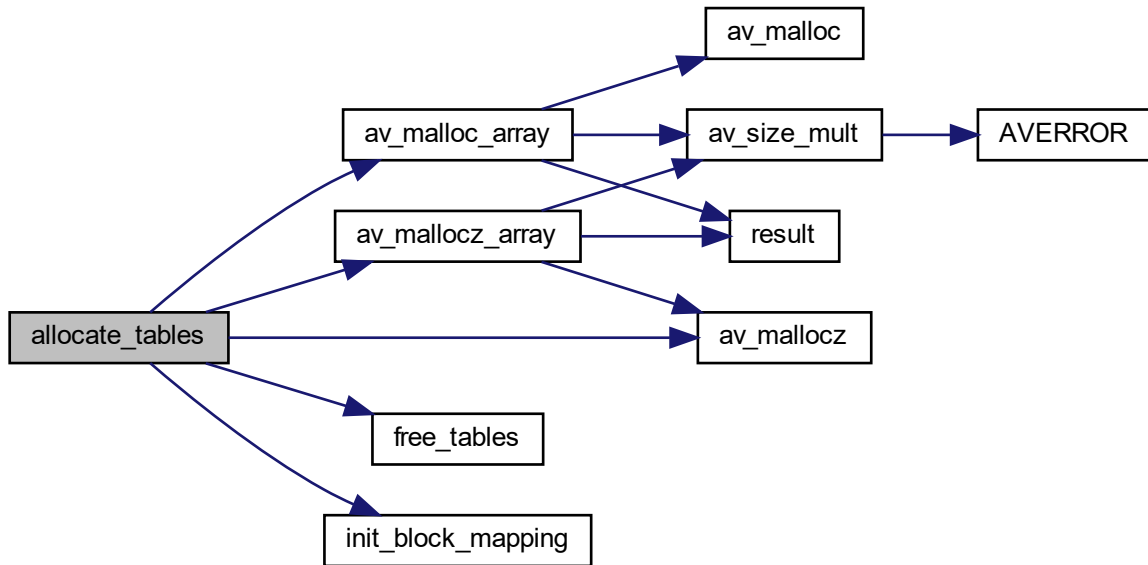 av_malloc
av_malloc_array
av_size_mult
AVERROR
av_mallocz_array
result
allocate_tables
av_mallocz
free_tables
init_block_mapping